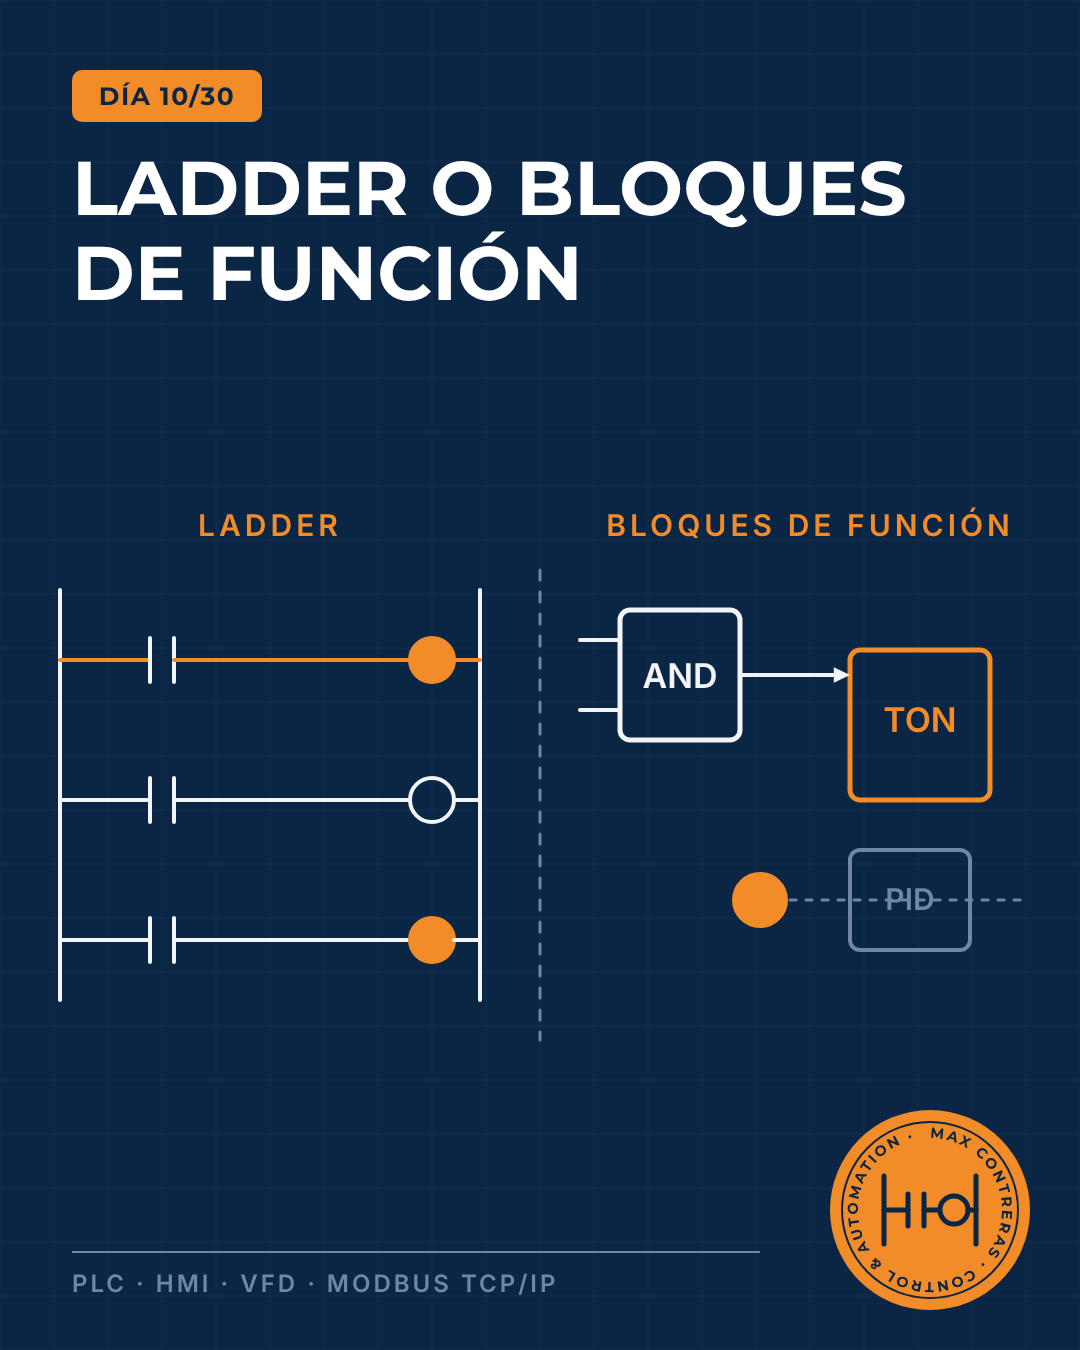 DÍA 10/30
LADDER O BLOQUES
DE FUNCIÓN
LADDER
BLOQUES DE FUNCIÓN
AND
TON
PID
PLC · HMI · VFD · MODBUS TCP/IP
MAX CONTRERAS · CONTROL & AUTOMATION ·